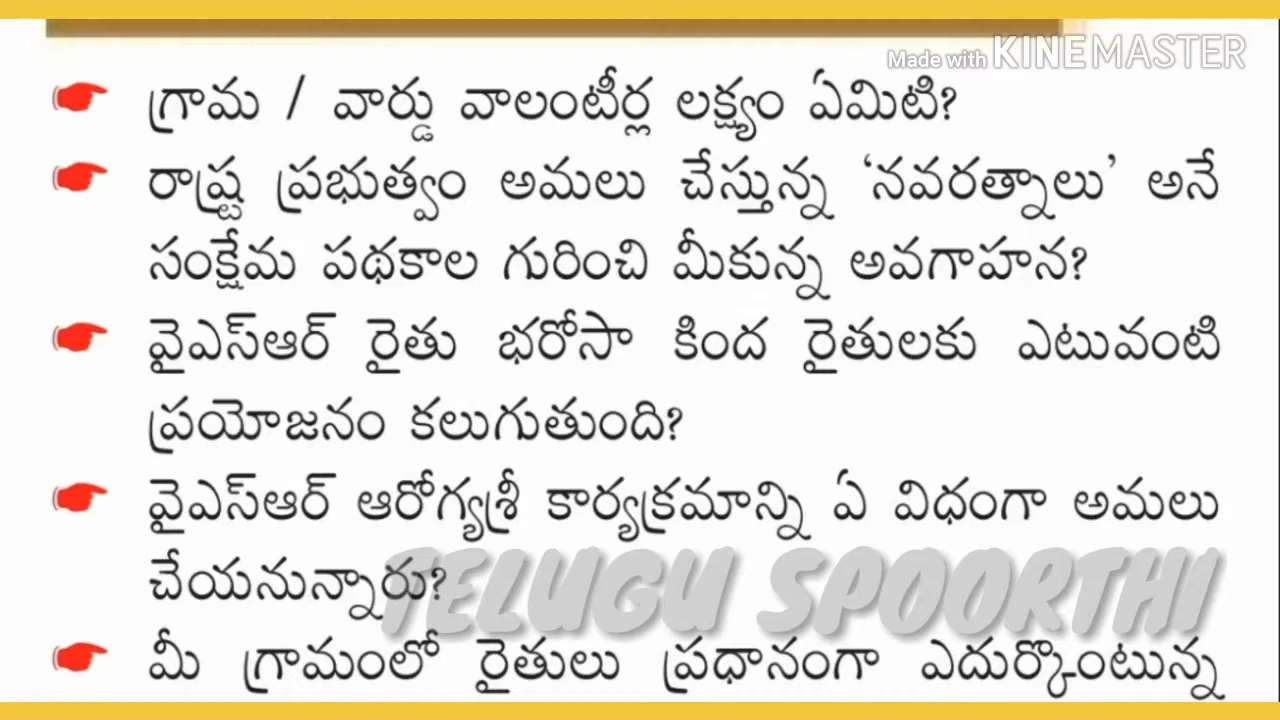 Made with KINEMASTER
గ్రామ / వార్డు వాలంటీర్ల లక్ష్యం ఏమిటి?
రాష్ట్ర ప్రభుత్వం అమలు చేస్తున్న ‘నవరత్నాలు’ అనే
సంక్షేమ పథకాల గురించి మీకున్న అవగాహన?
వైఎస్ఆర్ రైతు భరోసా కింద రైతులకు ఎటువంటి
ప్రయోజనం కలుగుతుంది?
వైఎస్ఆర్ ఆరోగ్యశ్రీ కార్యక్రమాన్ని ఏ విధంగా అమలు
చేయనున్నారు?
TELUGU SPOORTHI
మీ గ్రామంలో రైతులు ప్రధానంగా ఎదుర్కొంటున్న